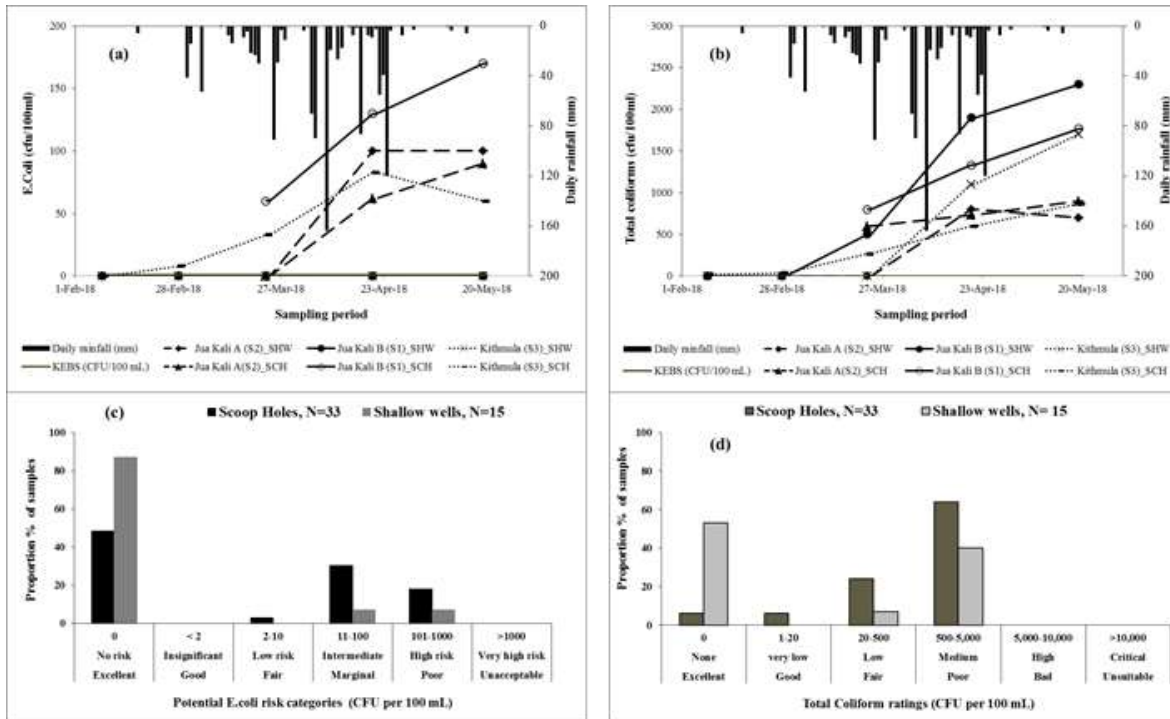 (a)
E.Coli (cfu/100ml)
200
150
100
50
0
Daily rainfall (mm)
0
40
80
120
160
200
1-Feb-18 28-Feb-18 27-Mar-18 23-Apr-18 20-May-18
Sampling period
Daily rainfall (mm) Jua Kali A (S2)_SHW Jua Kali B (S1)_SHW Kithmula (S3)_SHW
KEBS (CFU/100 mL) Jua Kali A(S2)_SCH Jua Kali B (S1)_SCH Kithmula (S3)_SCH
(b)
Total coliforms (cfu/100ml)
3000
2500
2000
1500
1000
500
0
Daily rainfall (mm)
0
40
80
120
160
200
1-Feb-18 28-Feb-18 27-Mar-18 23-Apr-18 20-May-18
Sampling period
Daily rainfall (mm) Jua Kali A (S2)_SHW Jua Kali B (S1)_SHW Kithmula (S3)_SHW
KEBS (CFU/100 mL) Jua Kali A(S2)_SCH Jua Kali B (S1)_SCH Kithmula (S3)_SCH
(c)
Scoop Holes, N=33 Shallow wells, N=15
Proportion % of samples
100
80
60
40
20
0
0 < 2 2-10 11-100 101-1000 >1000
No risk Insignificant Low risk Intermediate High risk Very high risk
Excellent Good Fair Marginal Poor Unacceptable
Potential E.coli risk categories (CFU per 100 mL)
(d)
Scoop Holes, N=33 Shallow wells, N= 15
Proportion % of samples
100
80
60
40
20
0
0 1-20 20-500 500-5,000 5,000-10,000 >10,000
None very low Low Medium High Critical
Excellent Good Fair Poor Bad Unsuitable
Total Coliform ratings (CFU per 100 mL)